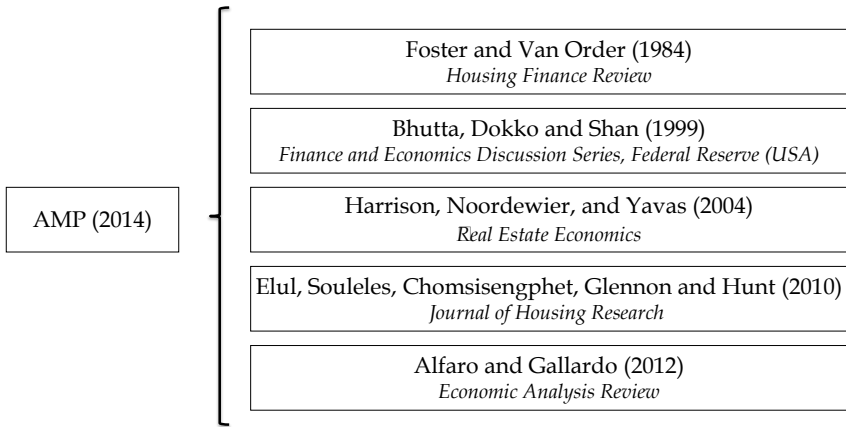 AMP (2014)
Foster and Van Order (1984)
Housing Finance Review
Bhutta, Dokko and Shan (1999)
Finance and Economics Discussion Series, Federal Reserve (USA)
Harrison, Noordewier, and Yavas (2004)
Real Estate Economics
Elul, Souleles, Chomsisengphet, Glennon and Hunt (2010)
Journal of Housing Research
Alfaro and Gallardo (2012)
Economic Analysis Review